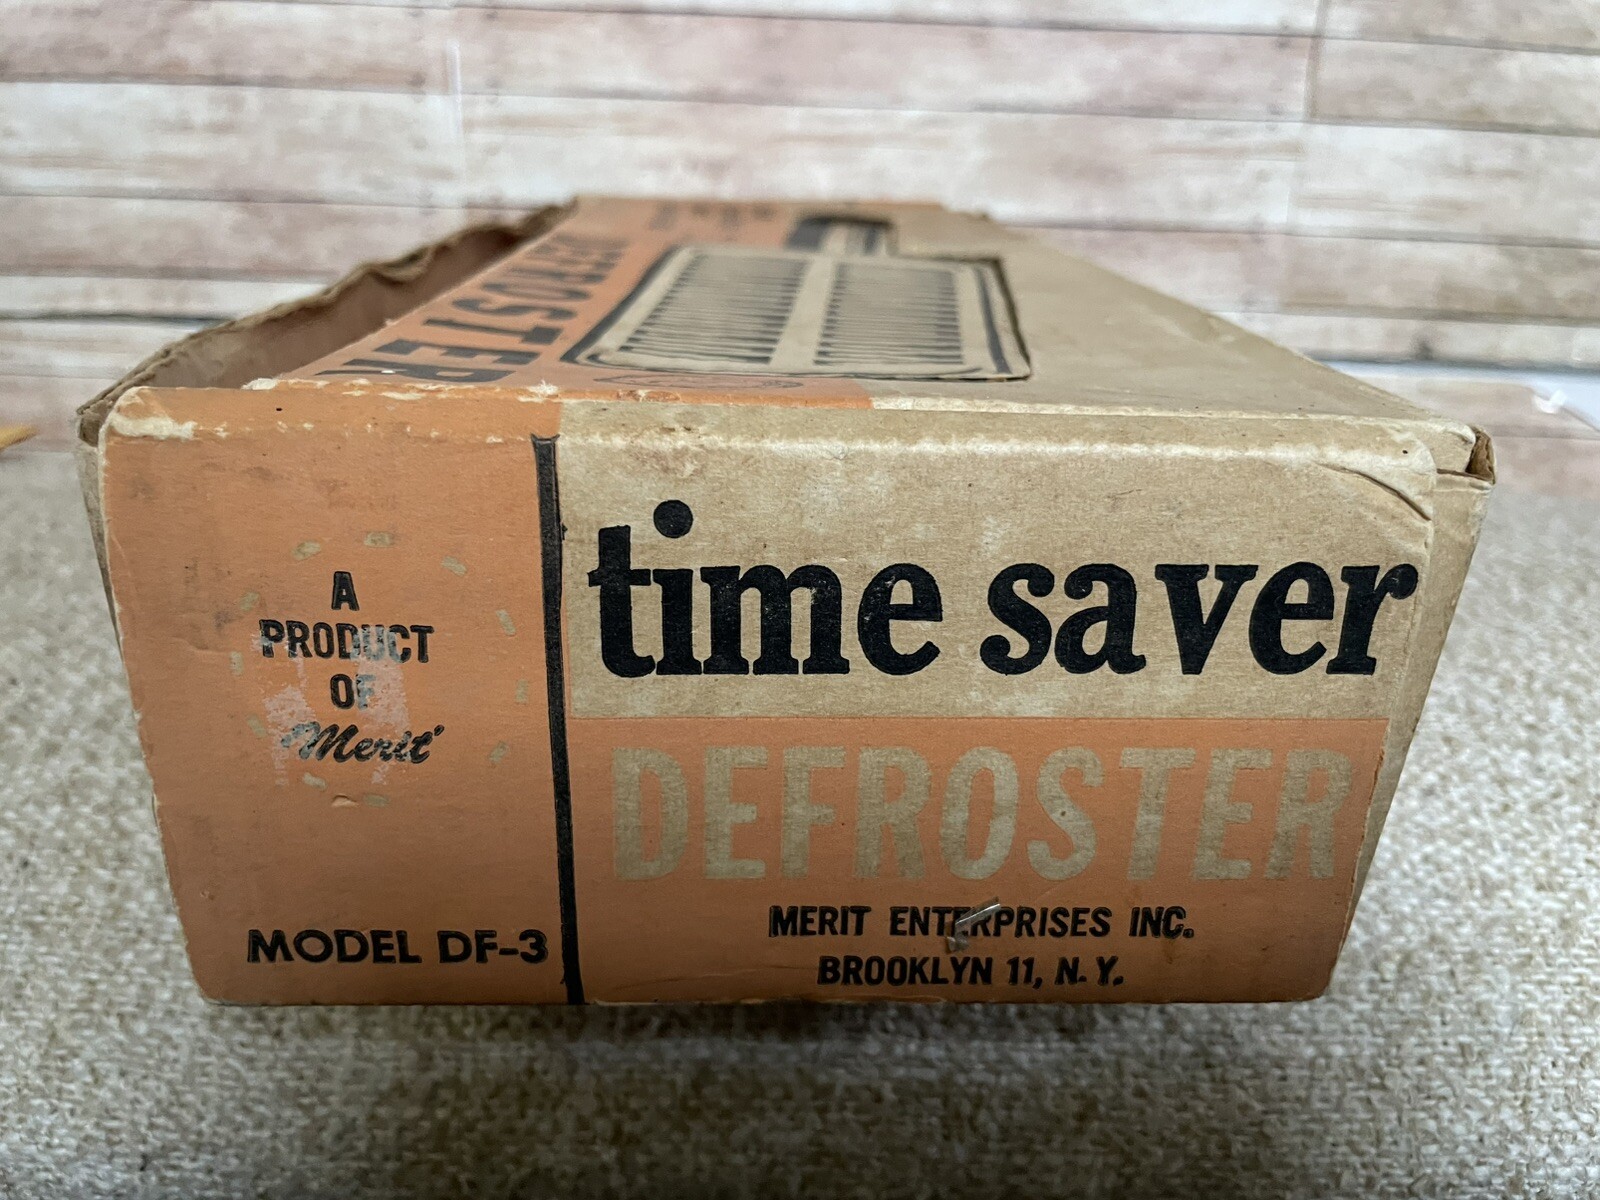 DEFROSTER
A
PRODUCT
OF
Merit
MODEL DF-3
time saver
DEFROSTER
MERIT ENTERPRISES INC.
BROOKLYN 11, N.Y.